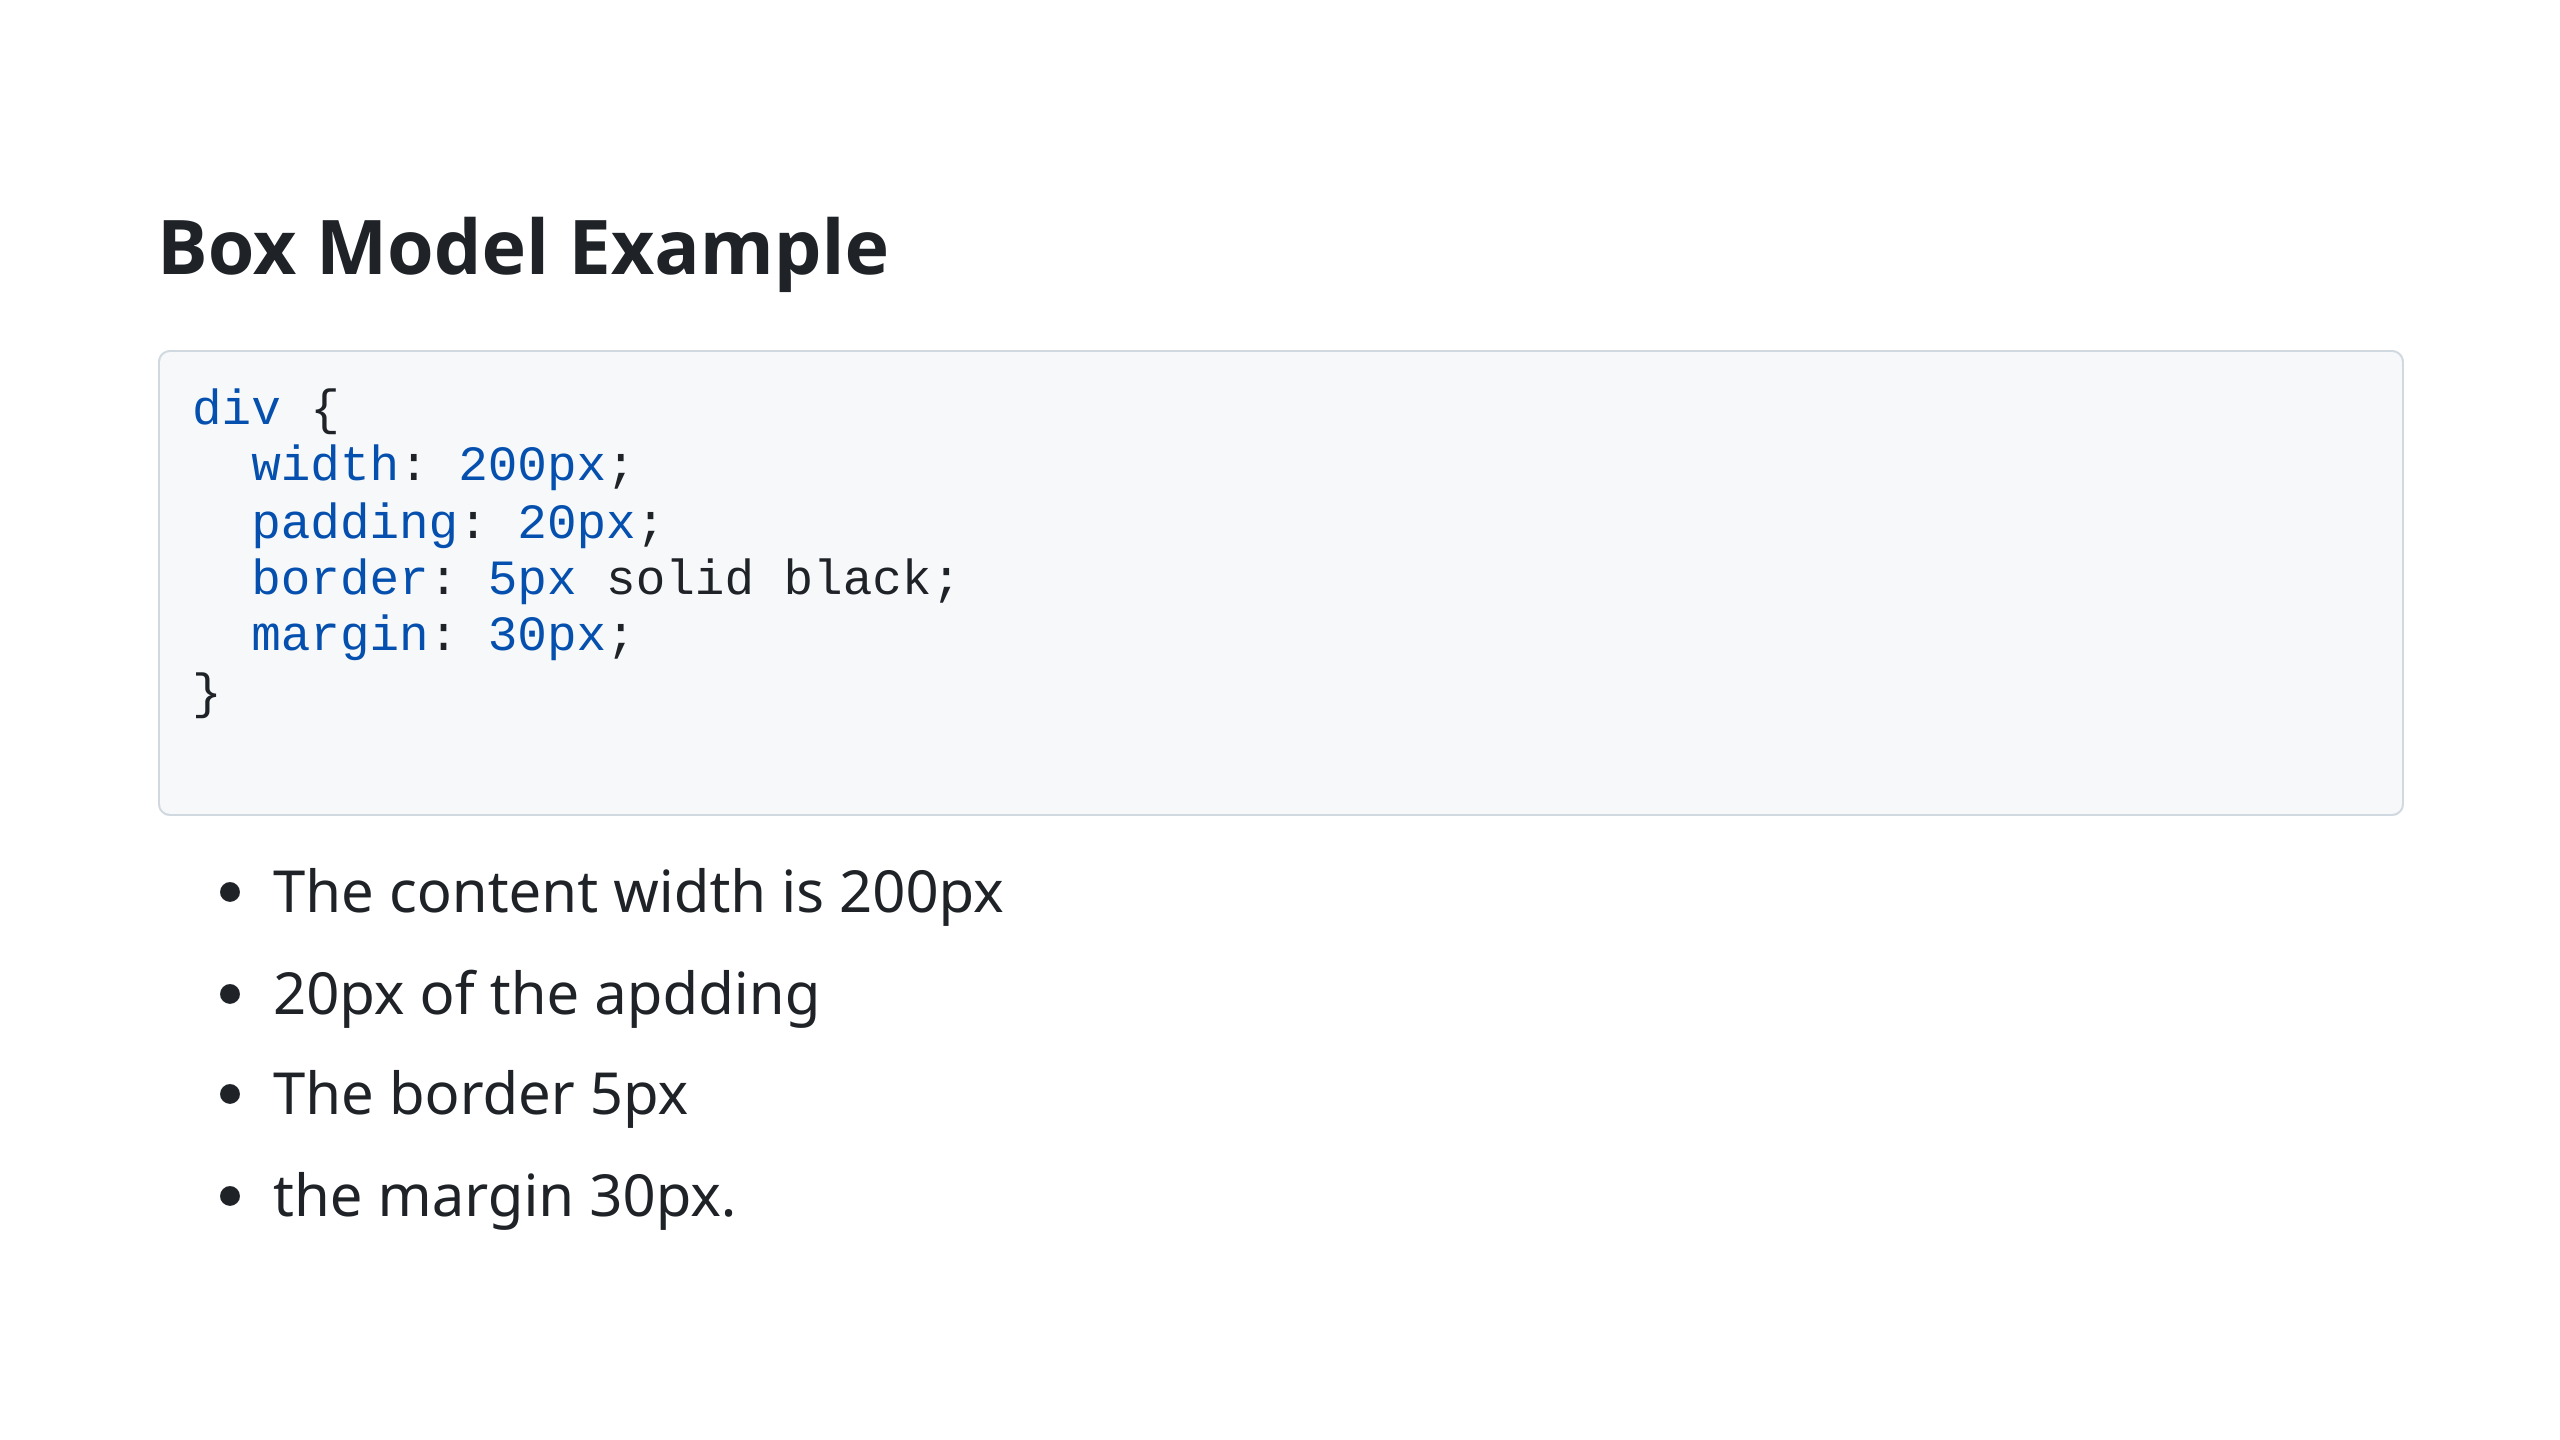 Box Model Example
div {
  width: 200px;
  padding: 20px;
  border: 5px solid black;
  margin: 30px;
}
• The content width is 200px
• 20px of the apdding
• The border 5px
• the margin 30px.